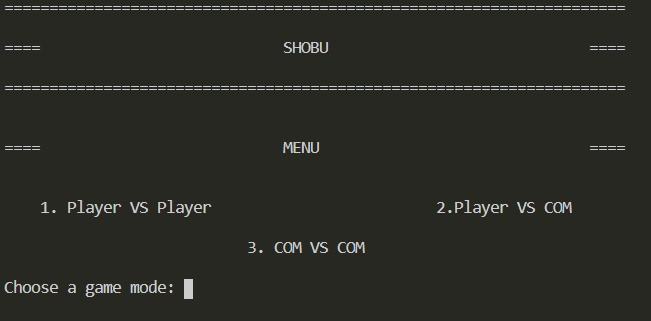 =====================================================================
==== SHOBU ====
=====================================================================
==== MENU ====
1. Player VS Player 2.Player VS COM
3. COM VS COM
Choose a game mode: